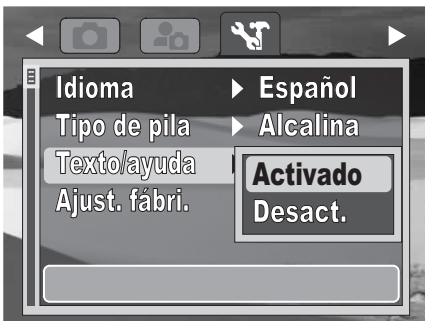 Idioma Español
Tipo de pila Alcalina
Texto/ayuda Activado
Ajust. fábri. Desact.